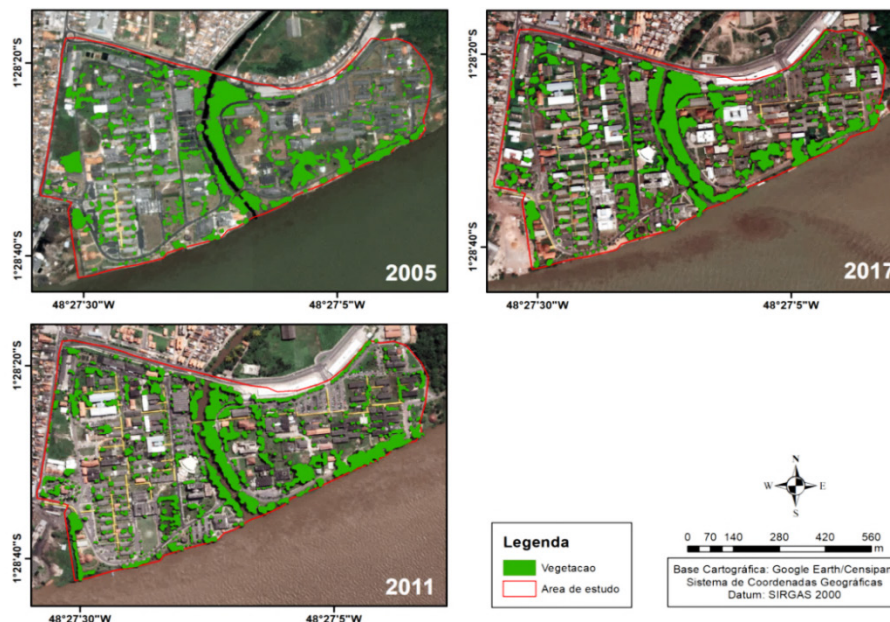 1°28'20"S
1°28'40"S
2005
48°27'30"W
48°27'5"W
1°28'20"S
1°28'40"S
2017
48°27'30"W
48°27'5"W
1°28'20"S
1°28'40"S
2011
48°27'30"W
48°27'5"W
N
W E
S
Legenda
Vegetacao
Area de estudo
0 70 140 280 420 560
m
Base Cartográfica: Google Earth/Censipam
Sistema de Coordenadas Geográficas
Datum: SIRGAS 2000